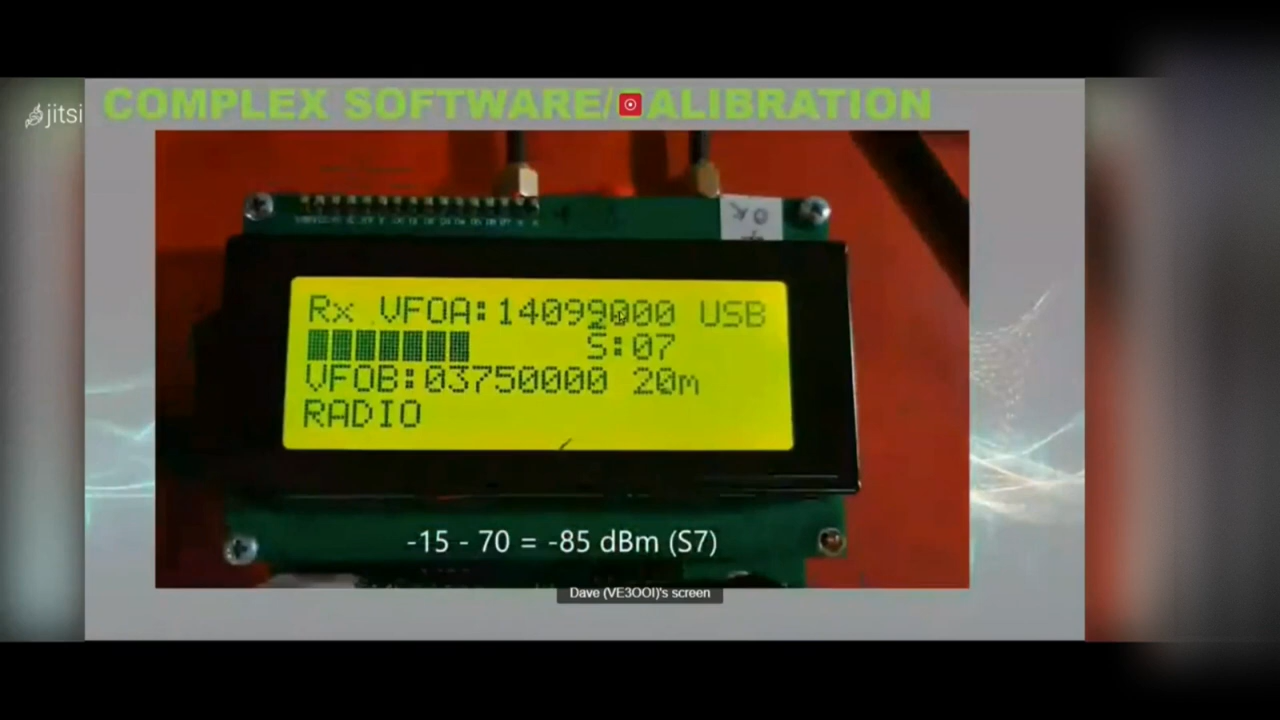 jitsi
COMPLEX SOFTWARE/ ALIBRATION
Rx VFOA:14099000 USB
S:07
VFOB:03750000 20m
RADIO
-15 - 70 = -85 dBm (S7)
Dave (VE3OOI)'s screen